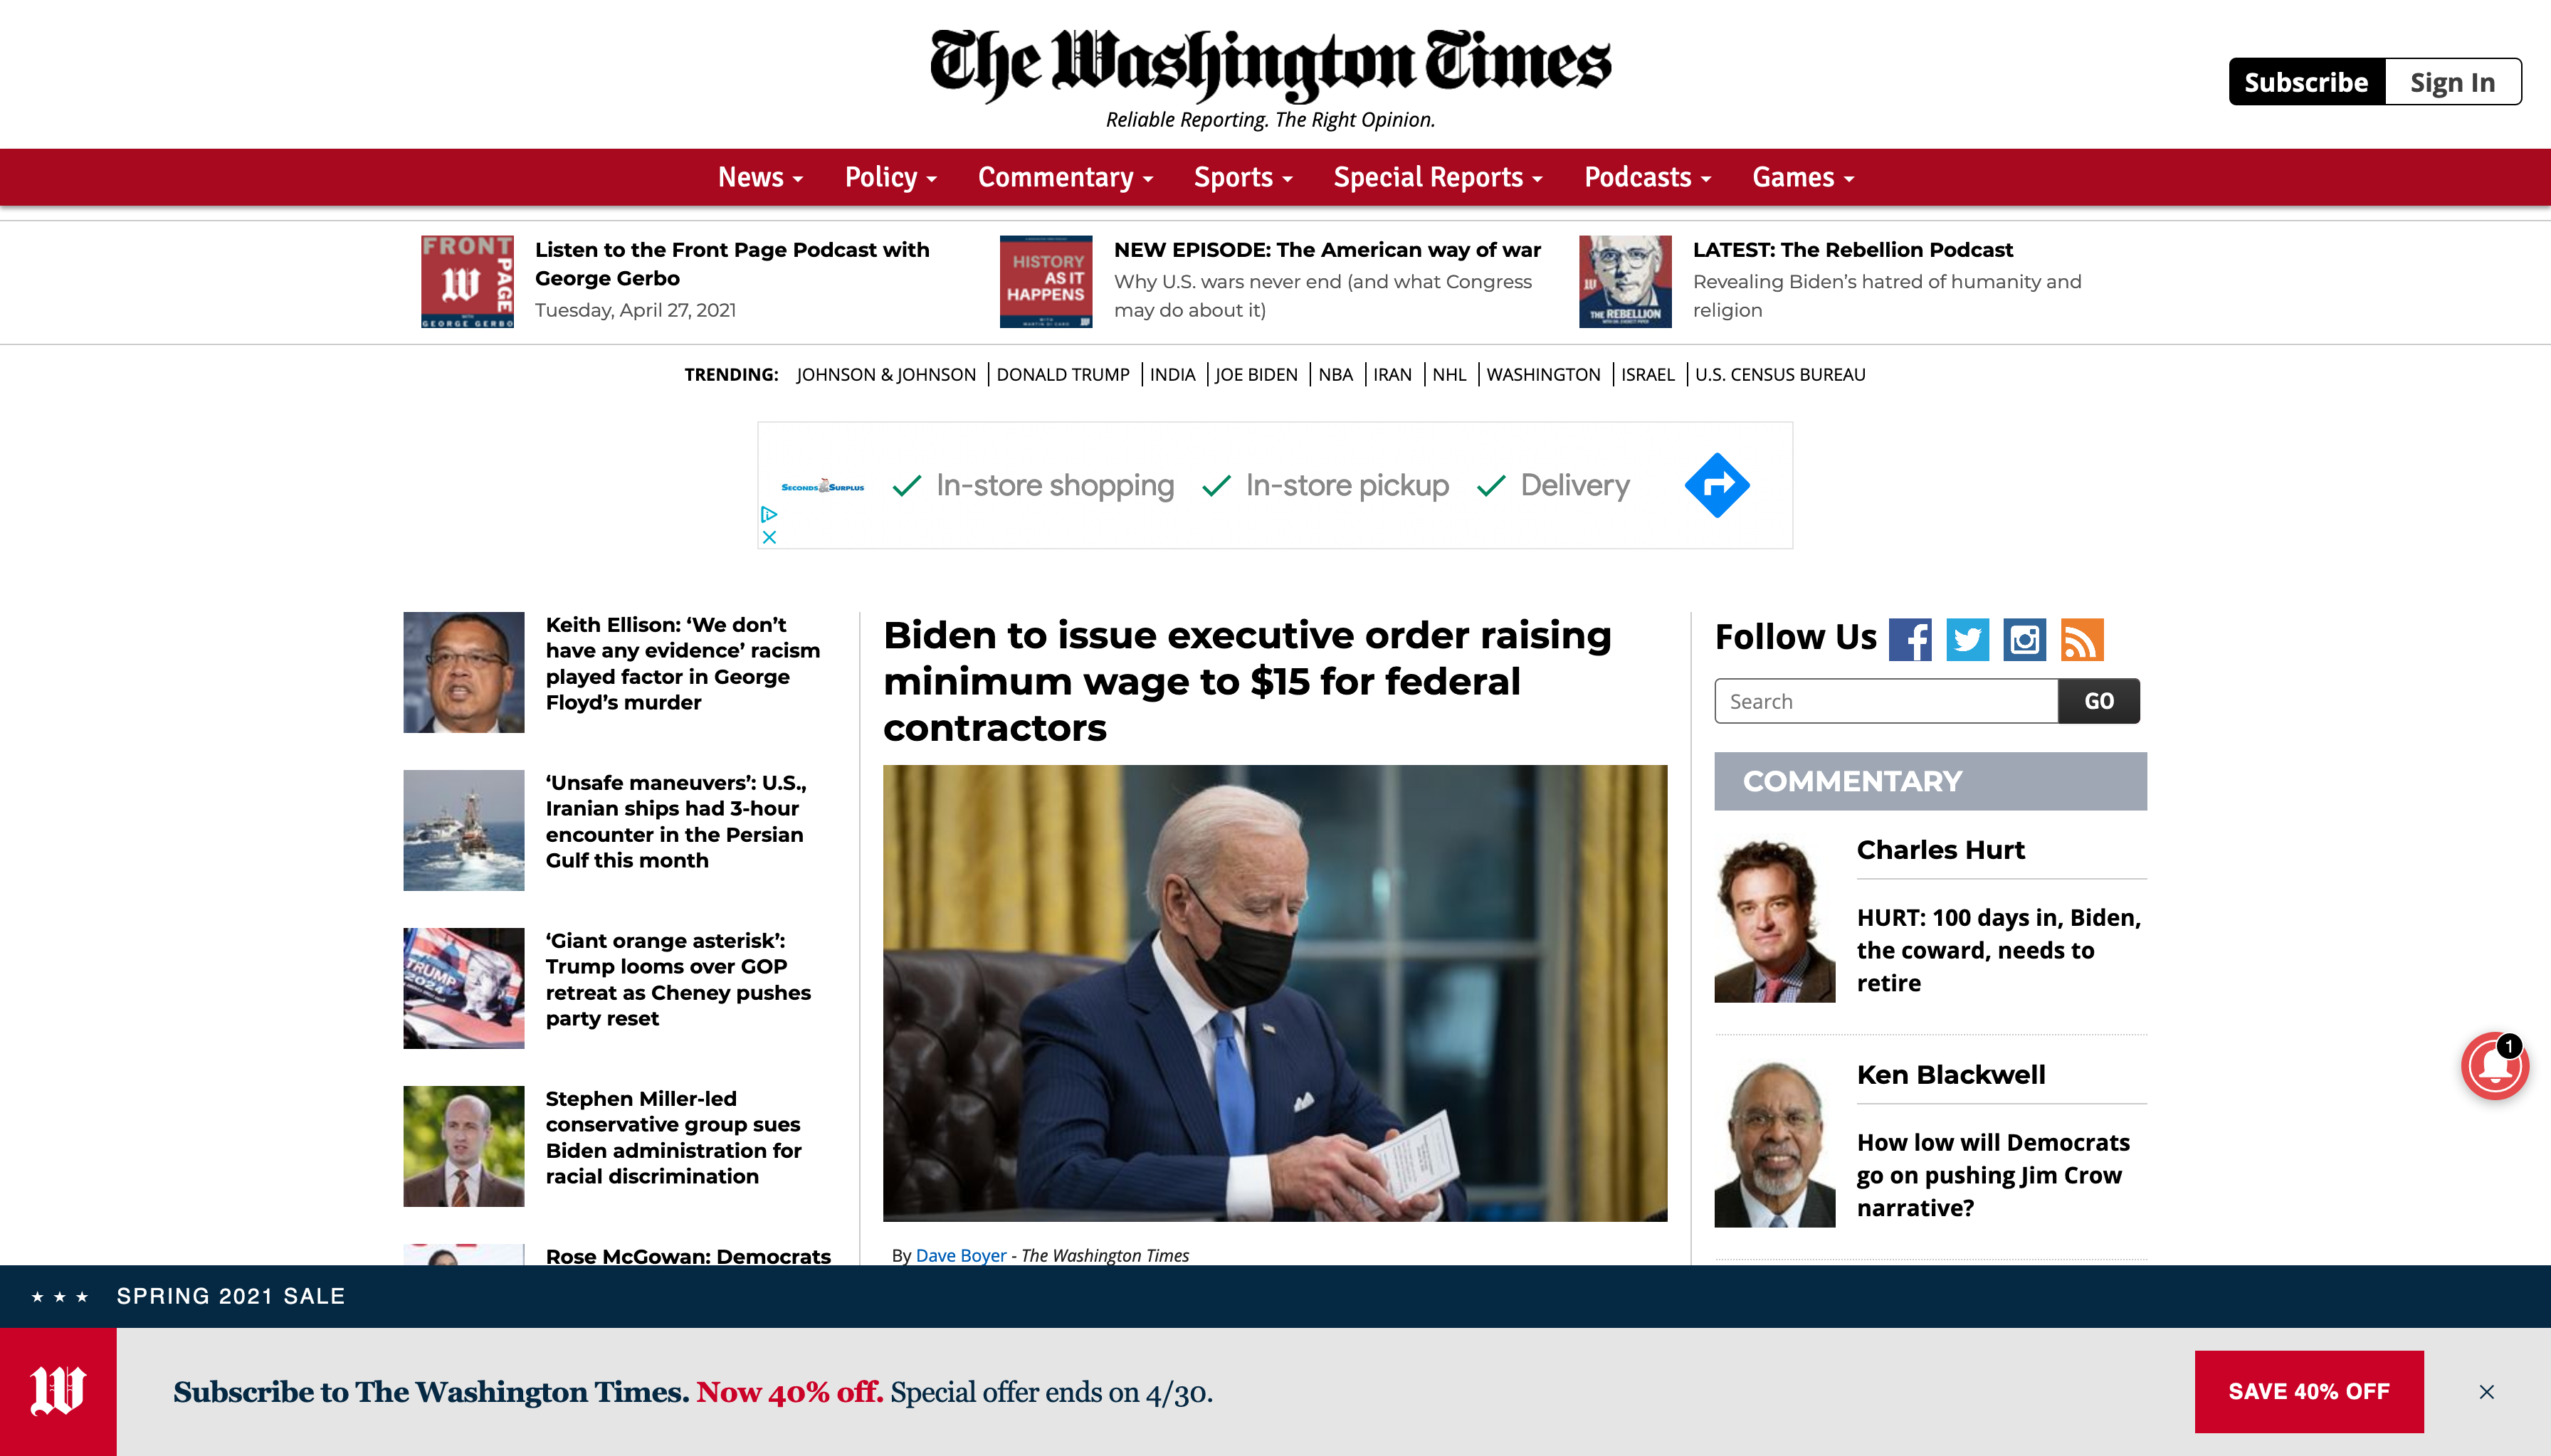 The Washington Times
Reliable Reporting. The Right Opinion.
Subscribe
Sign In
News
Policy
Commentary
Sports
Special Reports
Podcasts
Games
FRONT
PAGE
W
WITH
GEORGE GERBO
Listen to the Front Page Podcast with
George Gerbo
Tuesday, April 27, 2021
HISTORY
AS IT
HAPPENS
WITH
NEW EPISODE: The American way of war
Why U.S. wars never end (and what Congress
may do about it)
W
THE REBELLION
LATEST: The Rebellion Podcast
Revealing Biden’s hatred of humanity and
religion
TRENDING: JOHNSON & JOHNSON | DONALD TRUMP | INDIA | JOE BIDEN | NBA | IRAN | NHL | WASHINGTON | ISRAEL | U.S. CENSUS BUREAU
SECONDS SURPLUS
In-store shopping
In-store pickup
Delivery
Keith Ellison: ‘We don’t
have any evidence’ racism
played factor in George
Floyd’s murder
‘Unsafe maneuvers’: U.S.,
Iranian ships had 3-hour
encounter in the Persian
Gulf this month
TRUMP
2024
‘Giant orange asterisk’:
Trump looms over GOP
retreat as Cheney pushes
party reset
Stephen Miller-led
conservative group sues
Biden administration for
racial discrimination
Rose McGowan: Democrats
Biden to issue executive order raising
minimum wage to $15 for federal
contractors
By Dave Boyer - The Washington Times
Follow Us
Search
GO
COMMENTARY
Charles Hurt
HURT: 100 days in, Biden,
the coward, needs to
retire
Ken Blackwell
How low will Democrats
go on pushing Jim Crow
narrative?
1
★ ★ ★ SPRING 2021 SALE
W
Subscribe to The Washington Times. Now 40% off. Special offer ends on 4/30.
SAVE 40% OFF